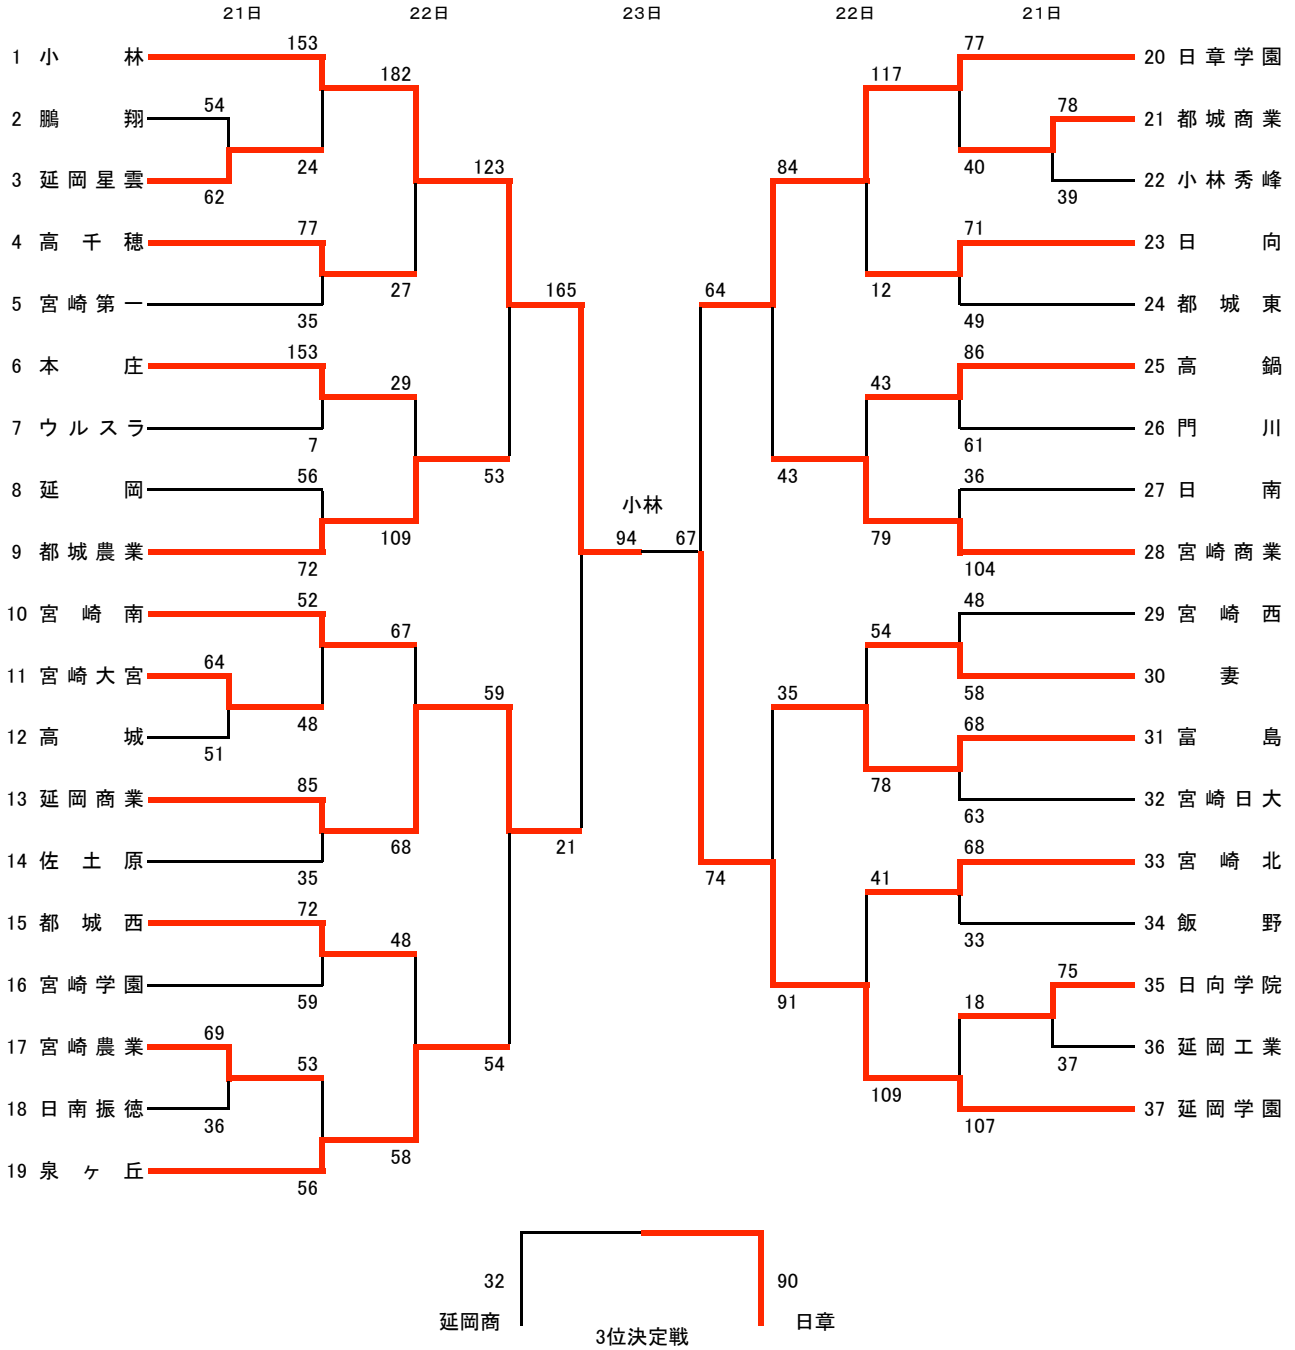 21日 22日 23日 22日 21日
153 77
1 小林 20 日章学園
182 117
54 78
2 鵬翔 21 都城商業
24 123 84 40
3 延岡星雲 22 小林秀峰
62 39
77 71
4 高千穂 23 日向
27 165 64 12
5 宮崎第一 24 都城東
35 49
153 86
6 本庄 25 高鍋
29 43
7 ウルスラ 26 門川
7 61
56 53 43 36
8 延岡 27 日南
小林
109 94 67 79
9 都城農業 28 宮崎商業
72 104
52 48
10 宮崎南 29 宮崎西
67 54
64
11 宮崎大宮 30 妻
59 35 58
48 68
12 高城 31 富島
51
85 78
13 延岡商業 32 宮崎日大
63
68 21 68
14 佐土原 33 宮崎北
35 74 41
72
15 都城西 34 飯野
48 33
75
16 宮崎学園 35 日向学院
59 91 18
69
17 宮崎農業 36 延岡工業
53 54 37
109
18 日南振徳 37 延岡学園
36 107
58
19 泉ヶ丘
56
32 90
延岡商 日章
3位決定戦